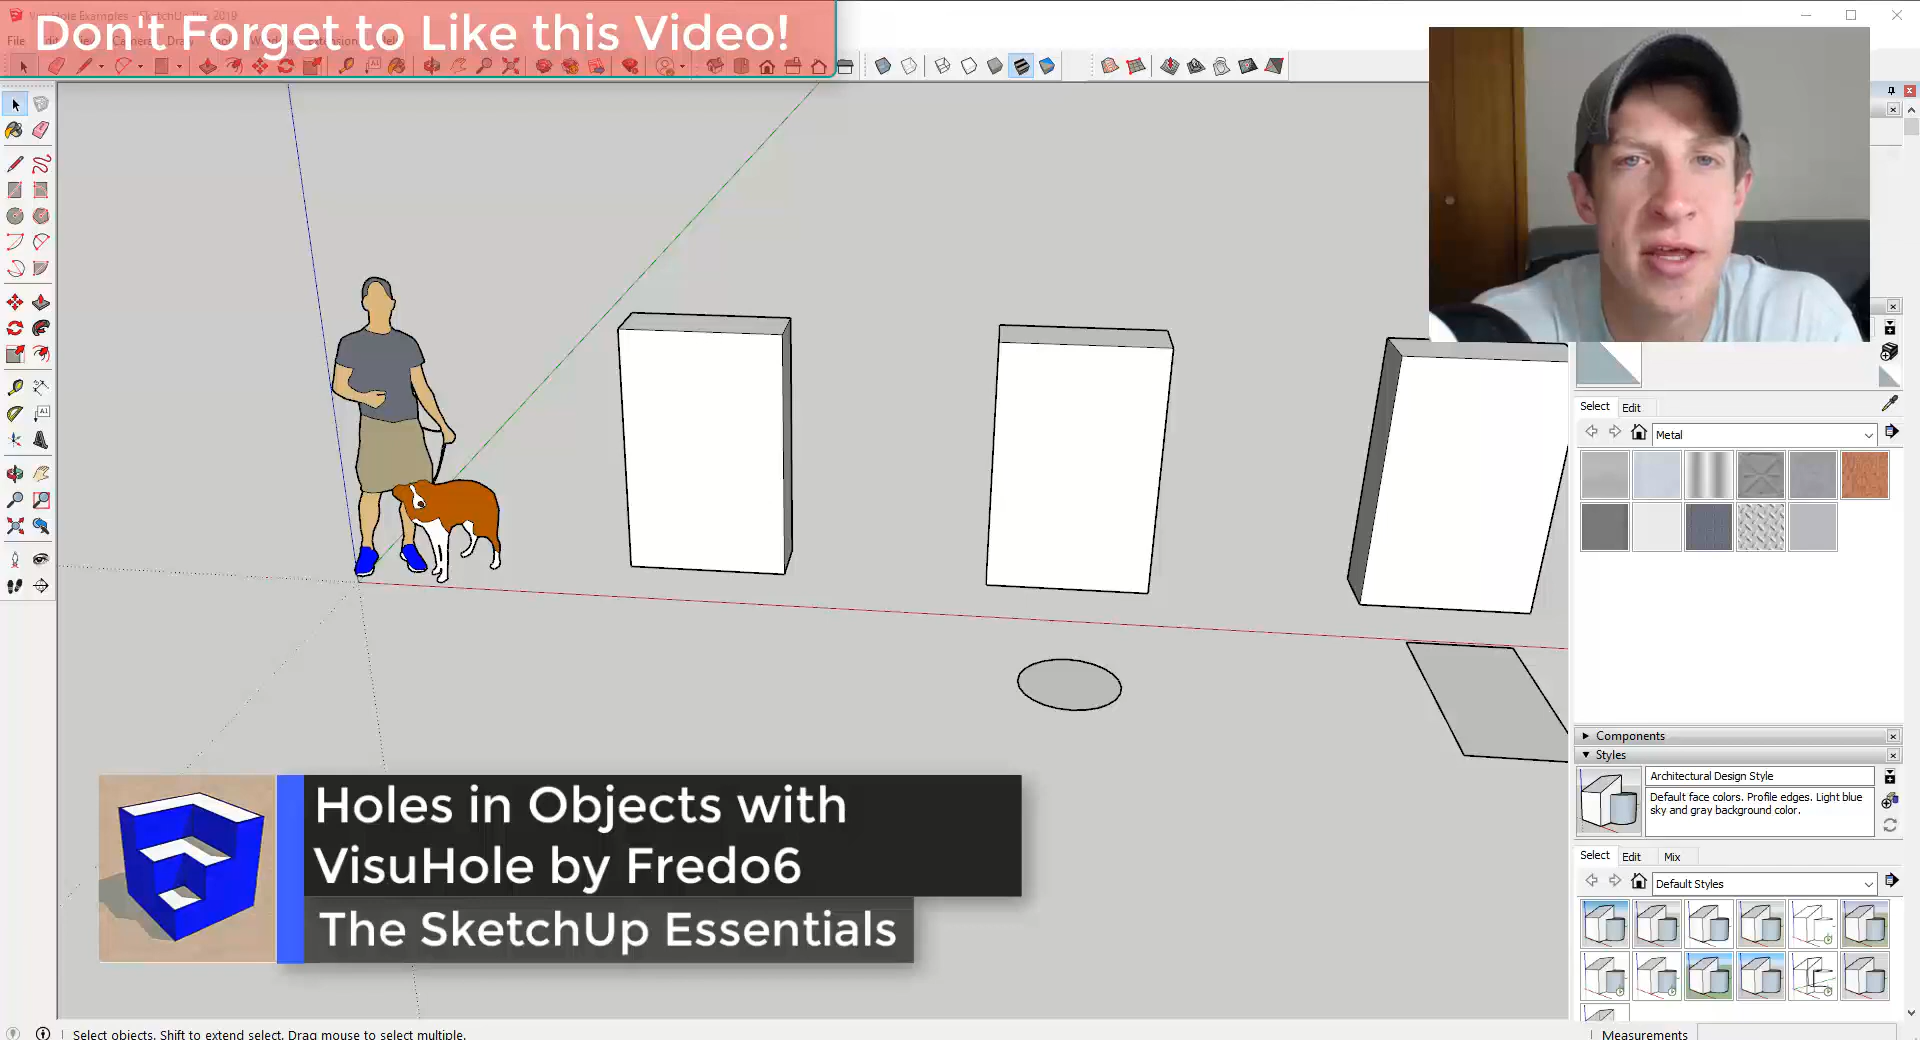 Don't Forget to Like this Video!
Select Edit
Metal
Components
Styles
Architectural Design Style
Default face colors. Profile edges. Light blue
sky and gray background color.
Select Edit Mix
Default Styles
Holes in Objects with
VisuHole by Fredo6
The SketchUp Essentials
Select objects. Shift to extend select. Drag mouse to select multiple.
Measurements